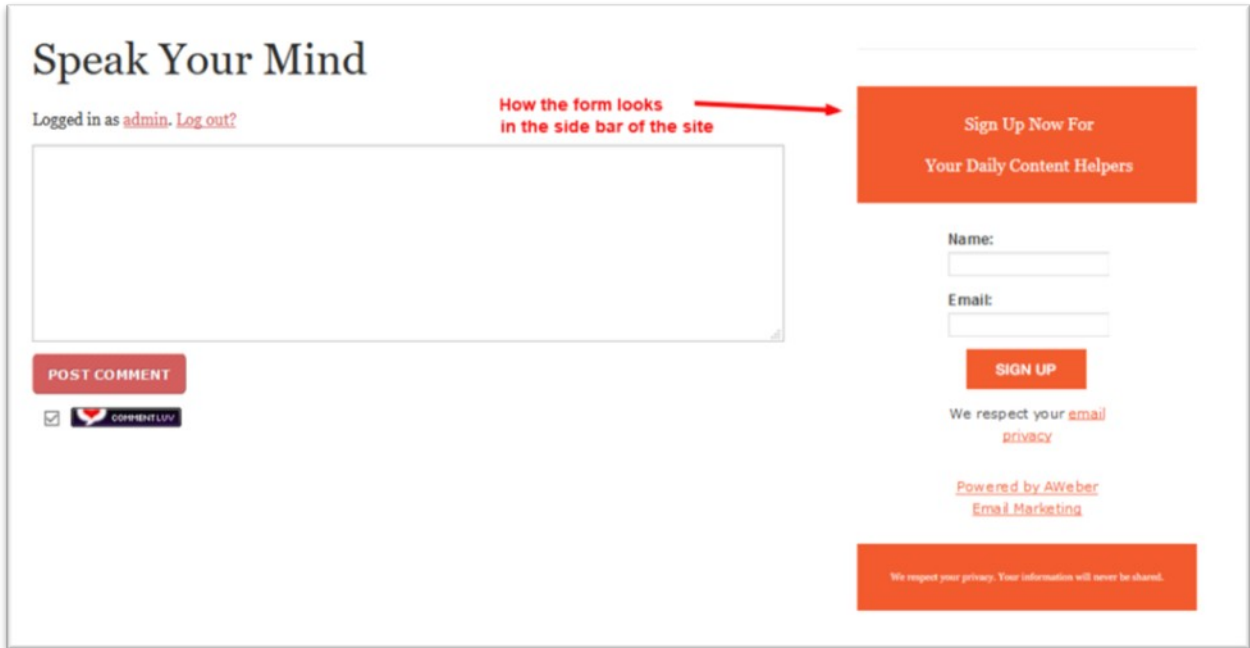 Speak Your Mind
Logged in as admin. Log out?
How the form looks
in the side bar of the site
POST COMMENT
COMMENTLUV
Sign Up Now For
Your Daily Content Helpers
Name:
Email:
SIGN UP
We respect your email
privacy
Powered by AWeber
Email Marketing
We respect your privacy. Your information will never be shared.